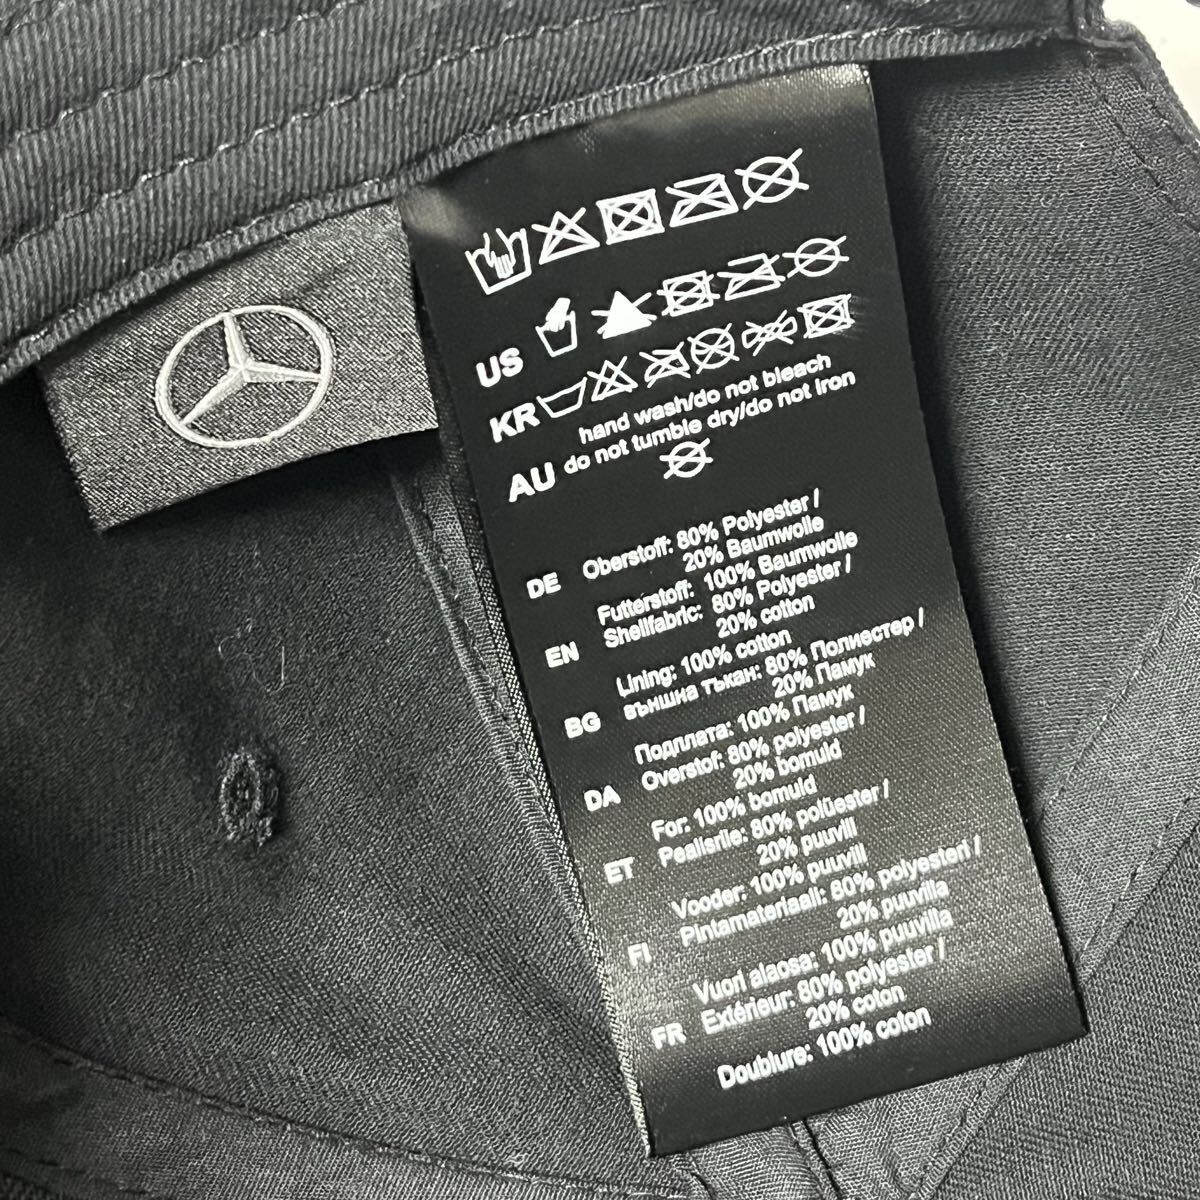 US
KR
hand wash/do not bleach
AU do not tumble dry/do not iron
DE Oberstoff: 80% Polyester /
20% Baumwolle
Futterstoff: 100% Baumwolle
EN Shellfabric: 80% Polyester /
20% cotton
Lining: 100% cotton
BG външна тъкан: 80% Полиестер /
20% Памук
Подплата: 100% Памук
DA Overstof: 80% polyester /
20% bomuld
For: 100% bomuld
ET Pealisriie: 80% polüester /
20% puuvill
Vooder: 100% puuvill
FI Pintamateriaali: 80% polyesteri /
20% puuvilla
Vuori alaosa: 100% puuvilla
FR Extérieur: 80% polyester /
20% coton
Doublure: 100% coton